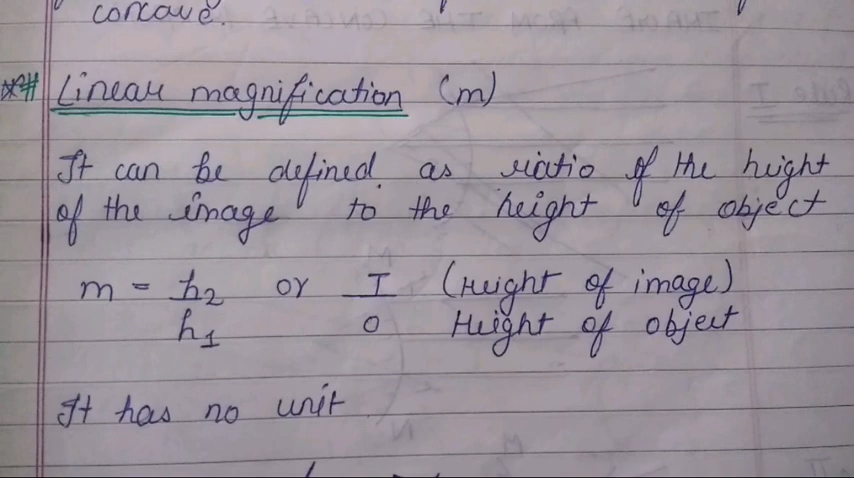 concave.
Linear magnification (m)
It can be defined as ratio of the height
of the image to the height of object
m = h2 or I (Height of image)
h1 O Height of object
It has no unit